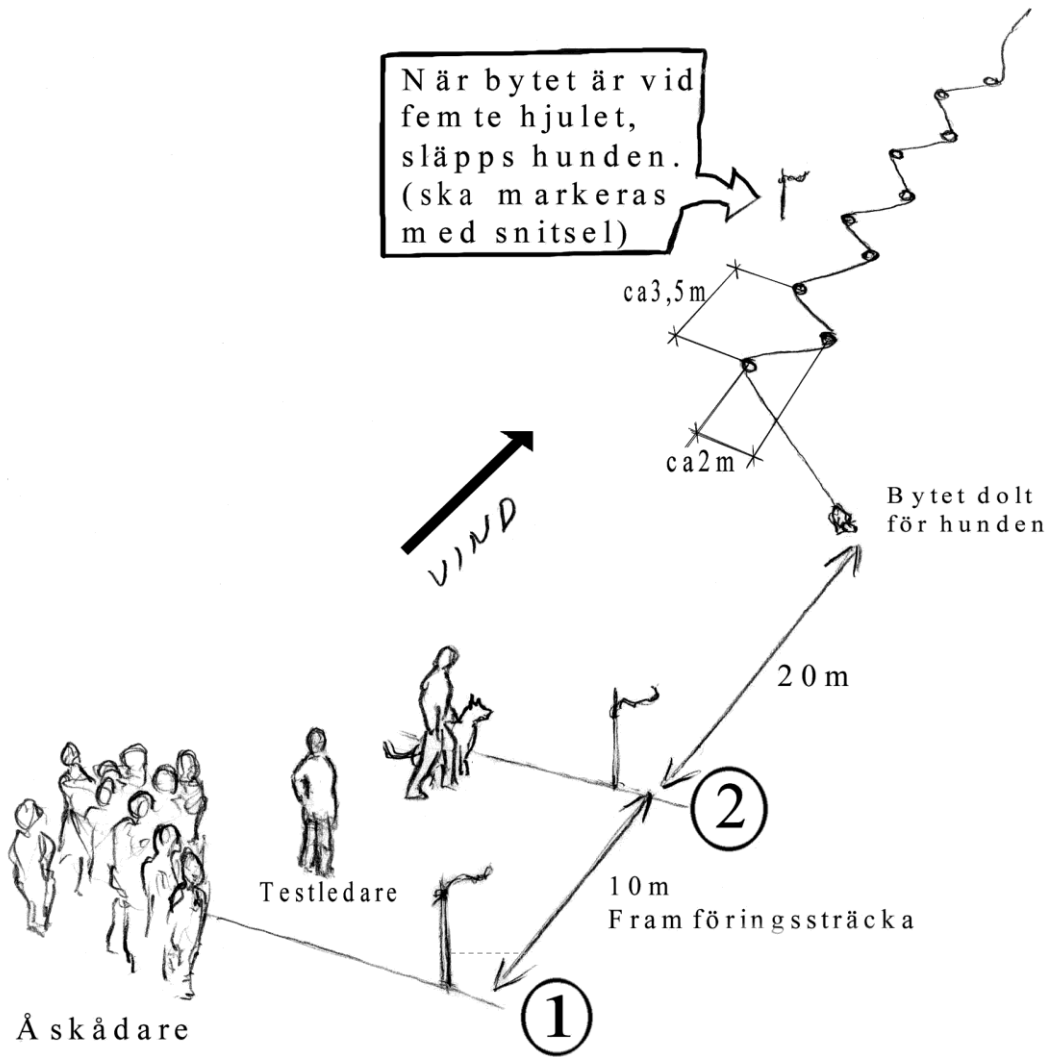 När bytet är vid
femte hjulet,
släpps hunden.
(ska markeras
med snitsel)
ca3,5m
ca2m
VIND
Bytet dolt
för hunden
20m
2
10m
Framföringssträcka
Testledare
1
Åskådare